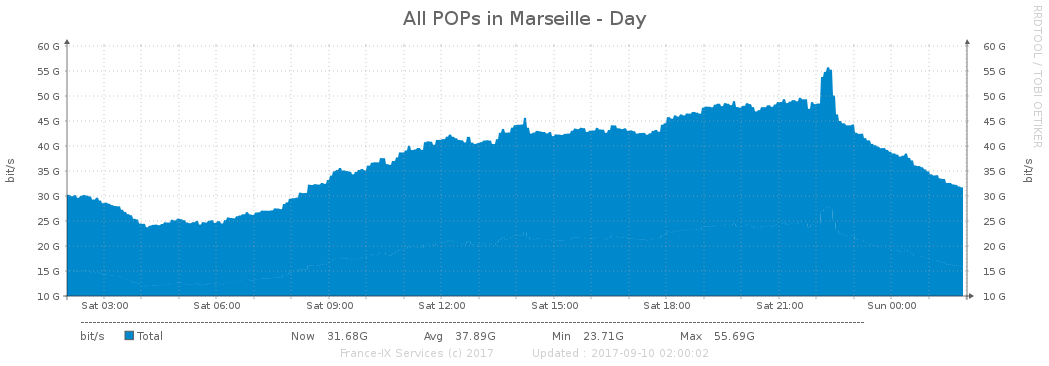 All POPs in Marseille - Day
RRDTOOL / TOBI OETIKER
60 G 60 G
55 G 55 G
50 G 50 G
45 G 45 G
40 G 40 G
35 G 35 G
30 G 30 G
25 G 25 G
20 G 20 G
15 G 15 G
10 G 10 G
bit/s
bit/s
Sat 03:00 Sat 06:00 Sat 09:00 Sat 12:00 Sat 15:00 Sat 18:00 Sat 21:00 Sun 00:00
bit/s Total Now 31.68G Avg 37.89G Min 23.71G Max 55.69G
France-IX Services (c) 2017 Updated : 2017-09-10 02:00:02